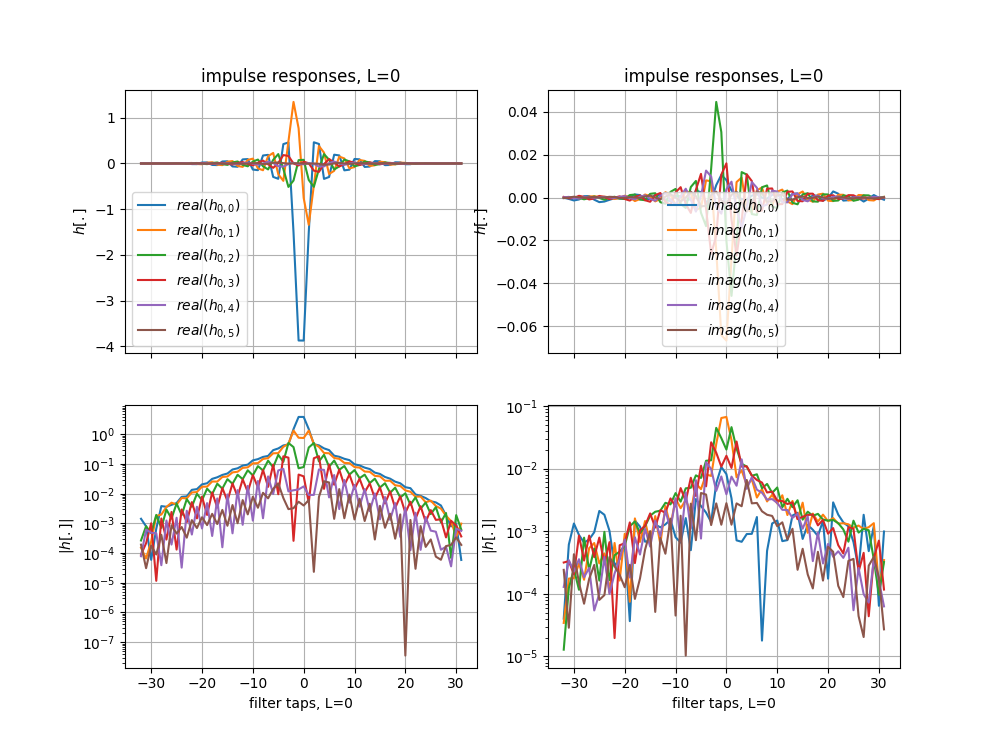 impulse responses, L=0
1
0
−1
−2
−3
−4
h[.]
real(h0,0)
real(h0,1)
real(h0,2)
real(h0,3)
real(h0,4)
real(h0,5)
impulse responses, L=0
0.04
0.02
0.00
−0.02
−0.04
−0.06
h[.]
imag(h0,0)
imag(h0,1)
imag(h0,2)
imag(h0,3)
imag(h0,4)
imag(h0,5)
10^0
10^−1
10^−2
10^−3
10^−4
10^−5
10^−6
10^−7
|h[.]|
−30 −20 −10 0 10 20 30
filter taps, L=0
10^−1
10^−2
10^−3
10^−4
10^−5
|h[.]|
−30 −20 −10 0 10 20 30
filter taps, L=0